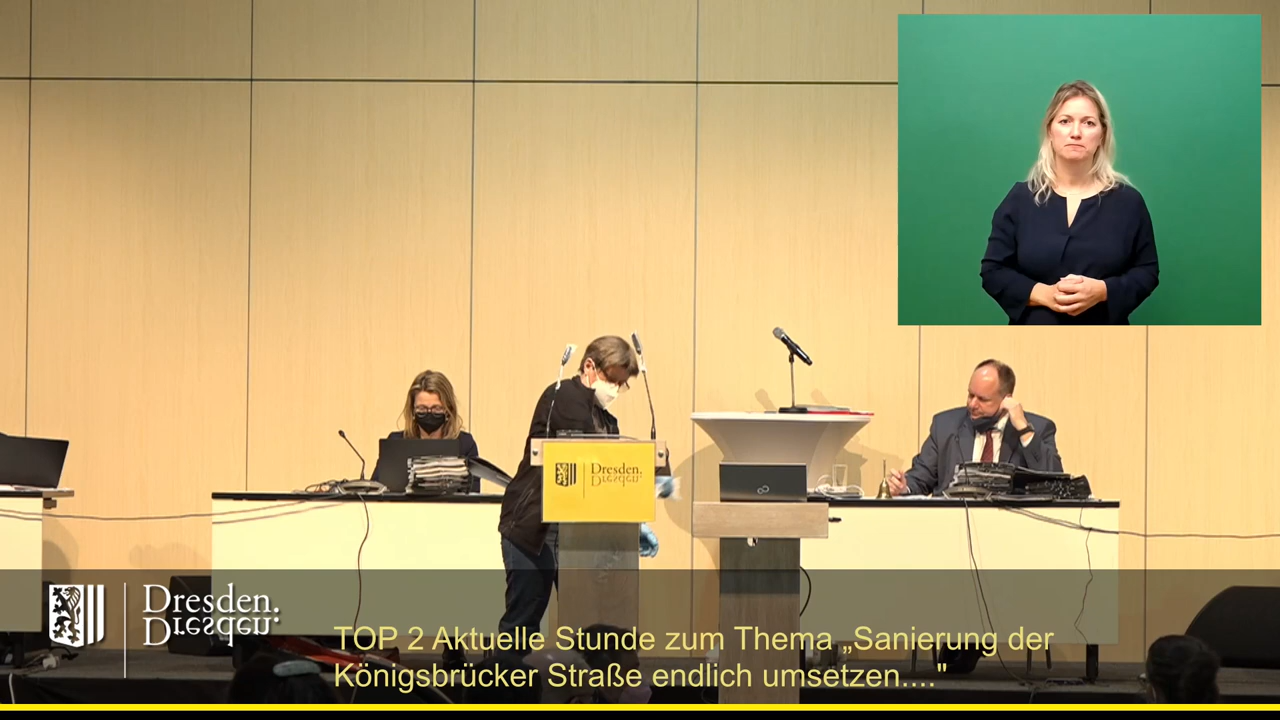 Dresden.
Dresden.
Dresden.
Dresden.
TOP 2 Aktuelle Stunde zum Thema „Sanierung der
Königsbrücker Straße endlich umsetzen...."